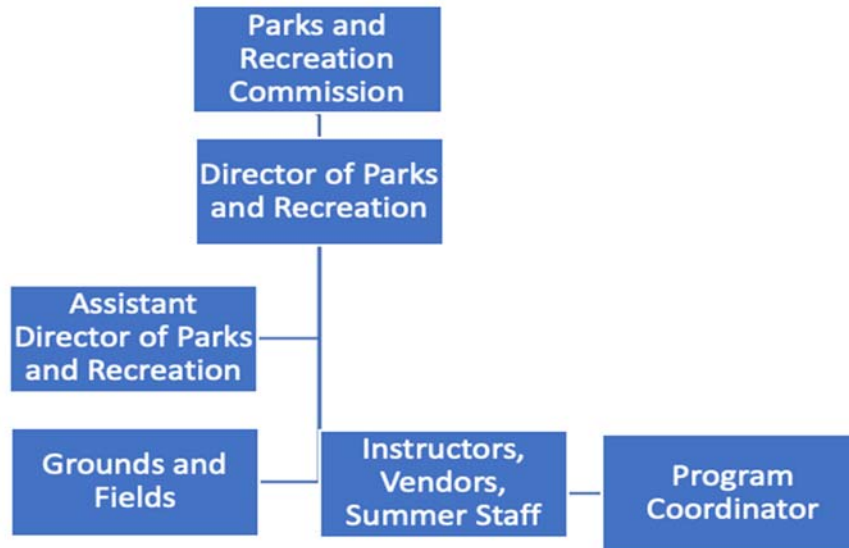 Parks and
Recreation
Commission
Director of Parks
and Recreation
Assistant
Director of Parks
and Recreation
Grounds and
Fields
Instructors,
Vendors,
Summer Staff
Program
Coordinator